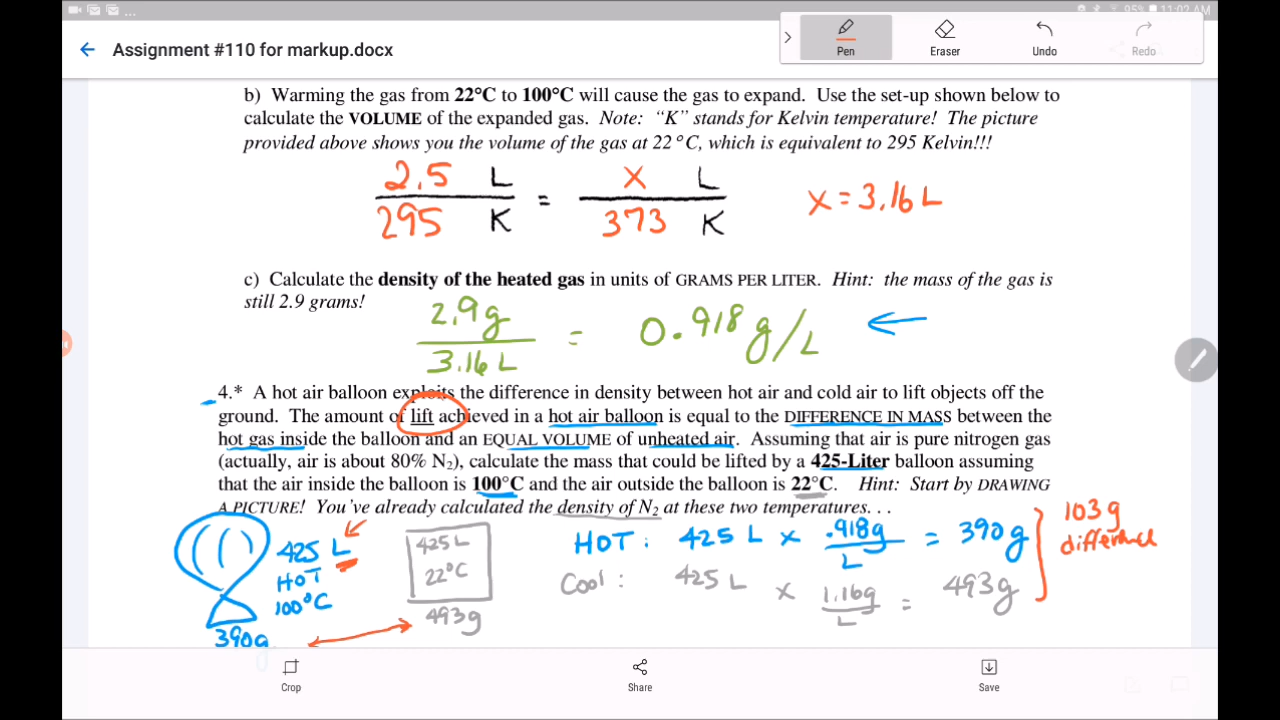 95% 11:02 AM
Assignment #110 for markup.docx
Pen
Eraser
Undo
Redo
b) Warming the gas from 22°C to 100°C will cause the gas to expand. Use the set-up shown below to
calculate the VOLUME of the expanded gas. Note: “K” stands for Kelvin temperature! The picture
provided above shows you the volume of the gas at 22°C, which is equivalent to 295 Kelvin!!!
2.5 L = X L
295 K 373 K
X = 3.16 L
c) Calculate the density of the heated gas in units of GRAMS PER LITER. Hint: the mass of the gas is
still 2.9 grams!
2.9g = 0.918 g/L
3.16 L
4.* A hot air balloon exploits the difference in density between hot air and cold air to lift objects off the
ground. The amount of lift achieved in a hot air balloon is equal to the DIFFERENCE IN MASS between the
hot gas inside the balloon and an EQUAL VOLUME of unheated air. Assuming that air is pure nitrogen gas
(actually, air is about 80% N₂), calculate the mass that could be lifted by a 425-Liter balloon assuming
that the air inside the balloon is 100°C and the air outside the balloon is 22°C. Hint: Start by DRAWING
A PICTURE! You’ve already calculated the density of N₂ at these two temperatures. . .
425 L
HOT
100°C
390g
425 L
22°C
493g
HOT: 425 L x .918g = 390g
L
Cool: 425 L x 1.16g = 493g
L
103g
difference
Crop
Share
Save